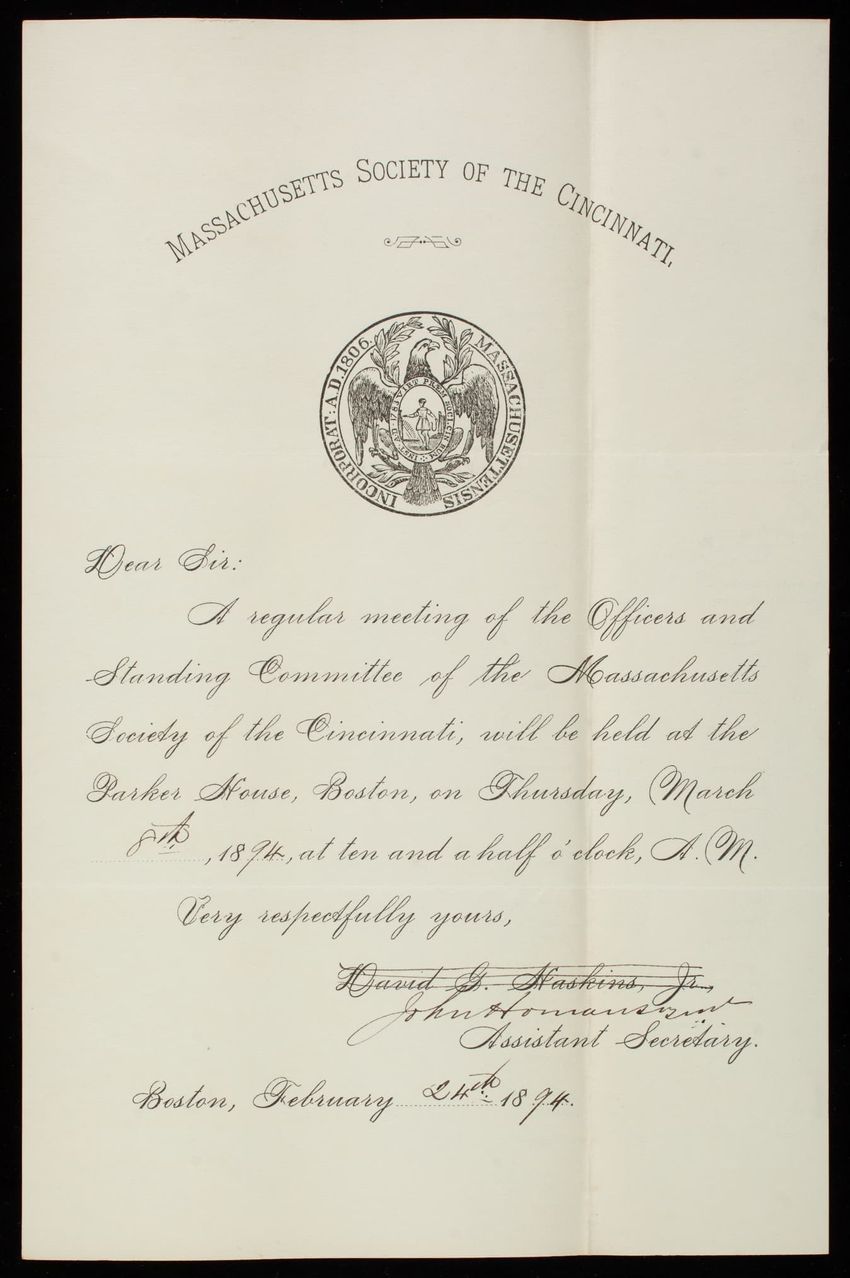 MASSACHUSETTS SOCIETY OF THE CINCINNATI,
INCORPORAT: A.D. 1806. MASSACHUSETTENSIS
Dear Sir:
A regular meeting of the Officers and
Standing Committee of the Massachusetts
Society of the Cincinnati, will be held at the
Parker House, Boston, on Thursday, March
8th, 1894, at ten and a half o'clock, A. M.
Very respectfully yours,
David G. Haskins, Jr.,
John Homans
Assistant Secretary.
Boston, February 24th 1894.